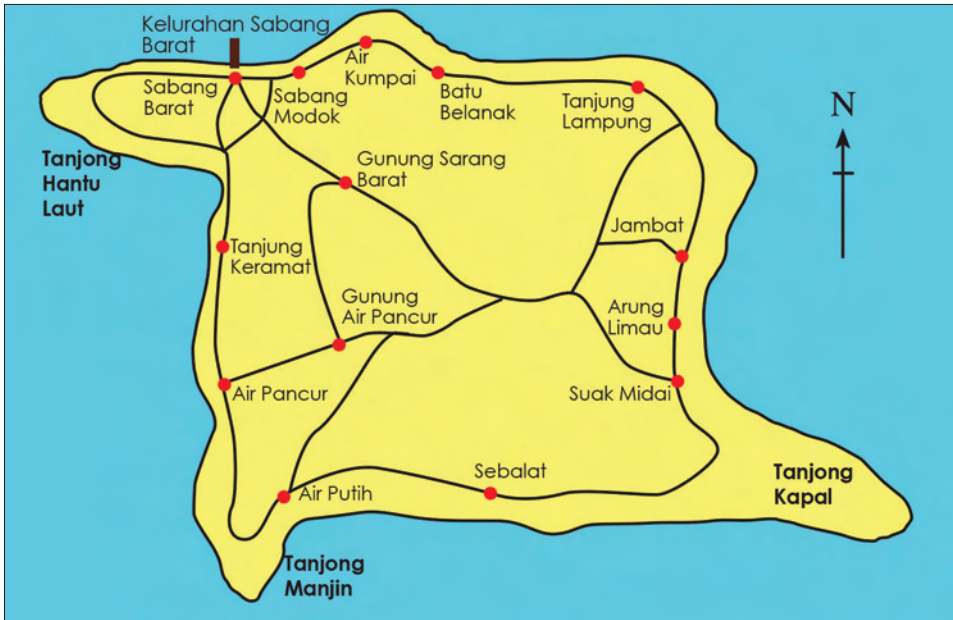 Kelurahan Sabang
Barat
Air
Kumpai
Sabang
Barat
Sabang
Modok
Batu
Belanak
Tanjung
Lampung
N
Tanjong
Hantu
Laut
Gunung Sarang
Barat
Jambat
Tanjung
Keramat
Gunung
Air Pancur
Arung
Limau
Air Pancur
Suak Midai
Sebalat
Air Putih
Tanjong
Kapal
Tanjong
Manjin